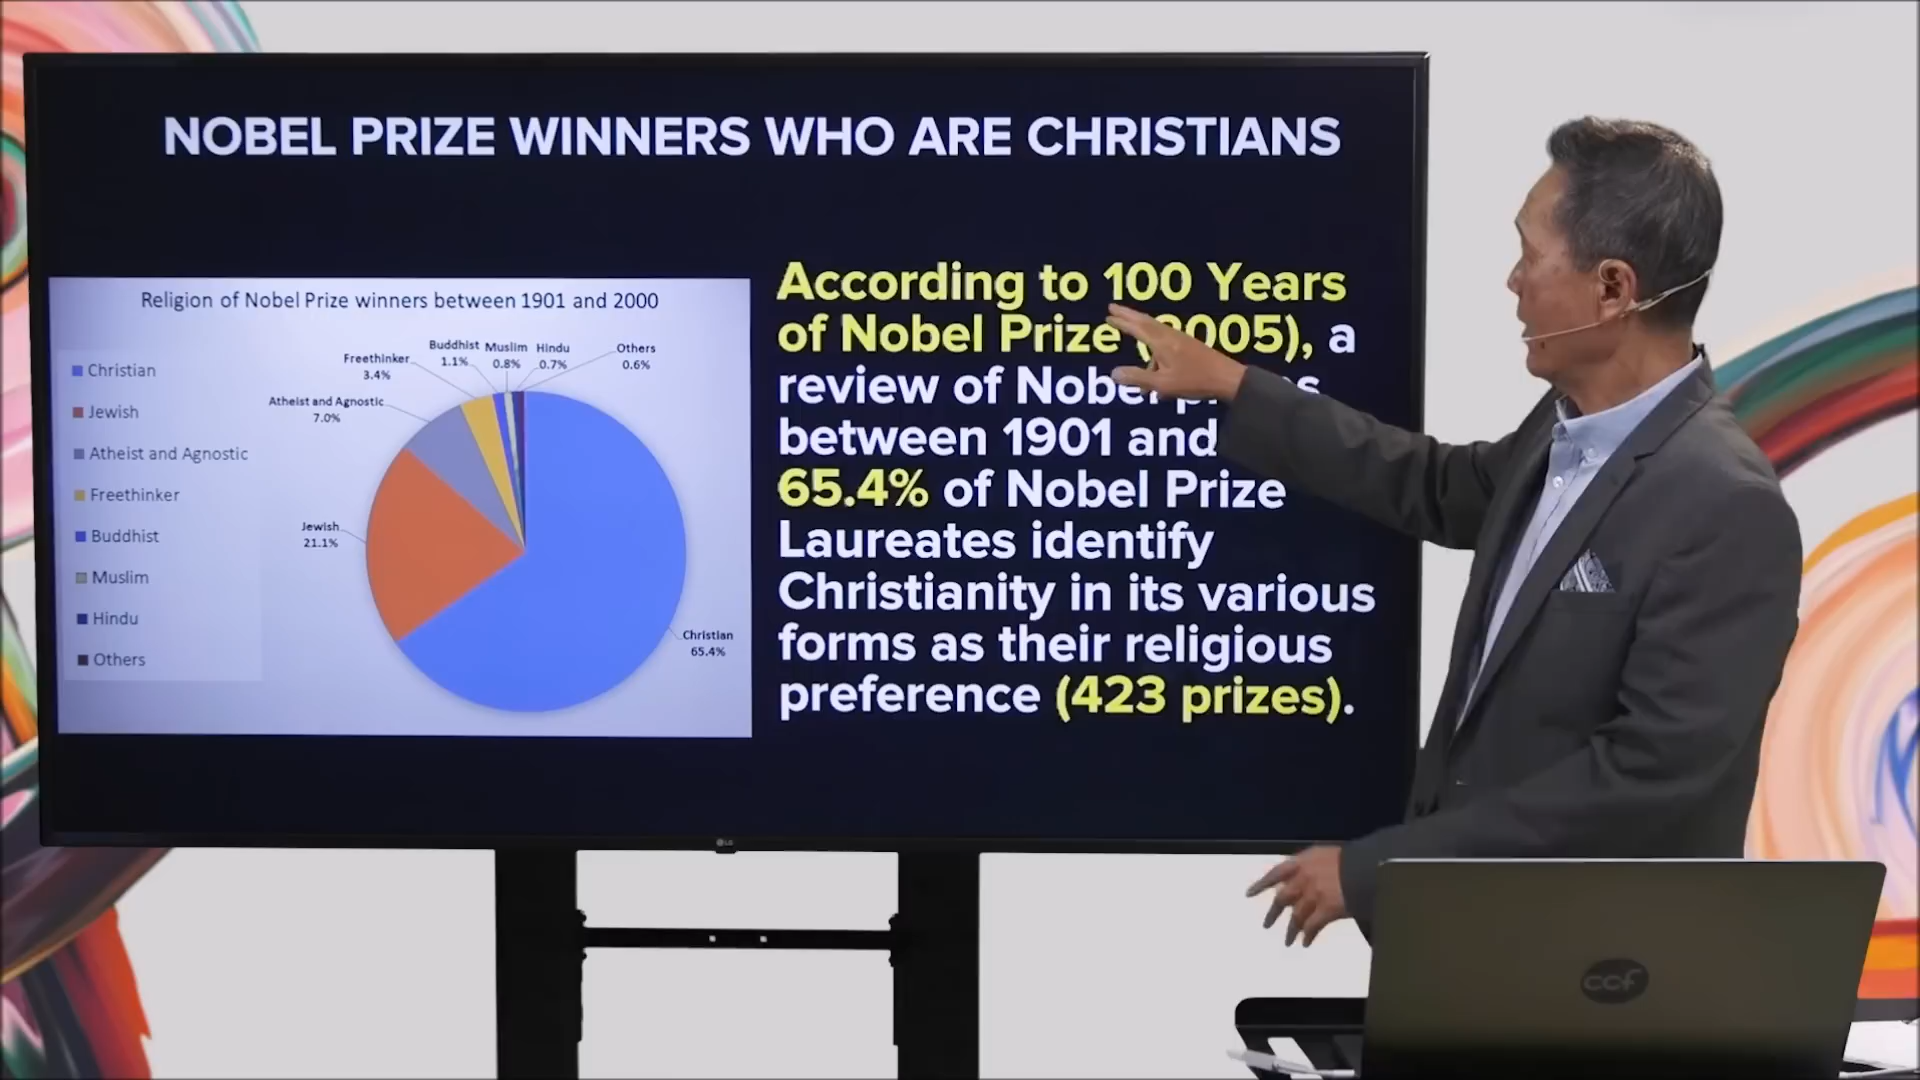 NOBEL PRIZE WINNERS WHO ARE CHRISTIANS
Religion of Nobel Prize winners between 1901 and 2000
Christian
Jewish
Atheist and Agnostic
Freethinker
Buddhist
Muslim
Hindu
Others
Buddhist
1.1%
Muslim
0.8%
Hindu
0.7%
Others
0.6%
Freethinker
3.4%
Atheist and Agnostic
7.0%
Jewish
21.1%
Christian
65.4%
According to 100 Years
of Nobel Prize (2005), a
review of Nobel
between 1901 and
65.4% of Nobel Prize
Laureates identify
Christianity in its various
forms as their religious
preference (423 prizes).
LG
ccf